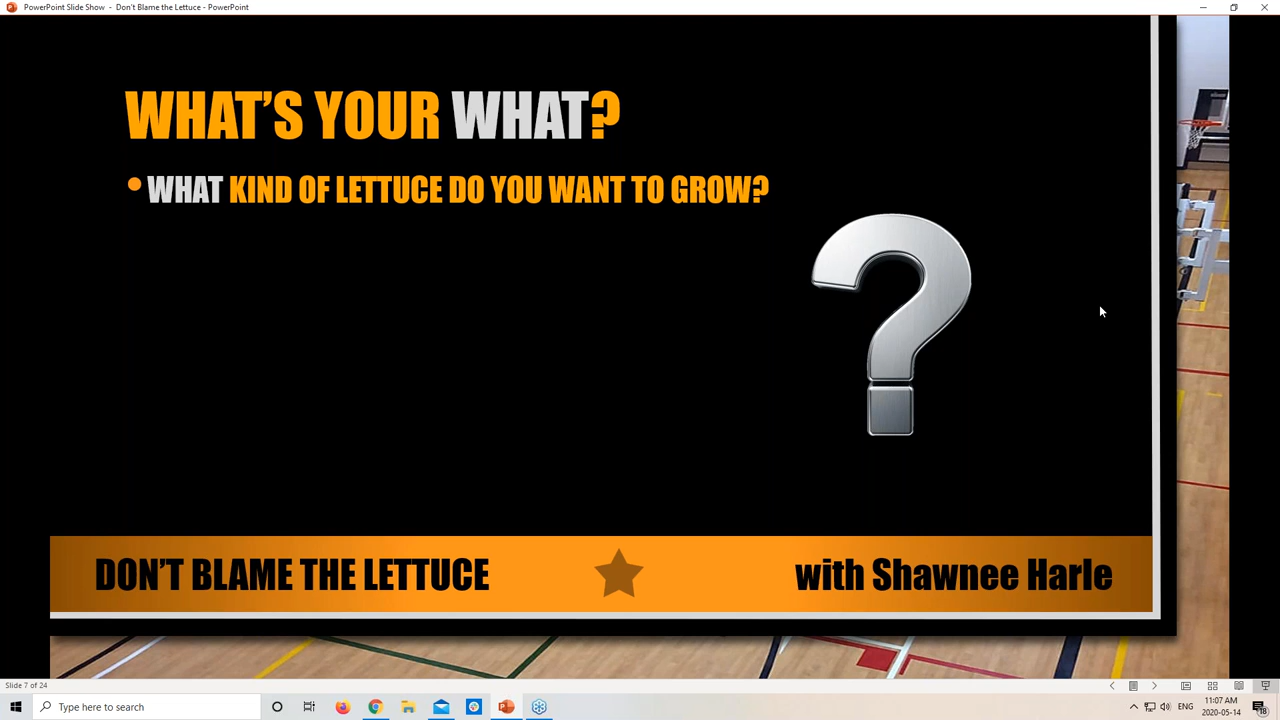 PowerPoint Slide Show - Don't Blame the Lettuce - PowerPoint
WHAT'S YOUR WHAT?
•WHAT KIND OF LETTUCE DO YOU WANT TO GROW?
?
DON'T BLAME THE LETTUCE
with Shawnee Harle
Slide 7 of 24
Type here to search
ENG
11:07 AM
2020-05-14
18